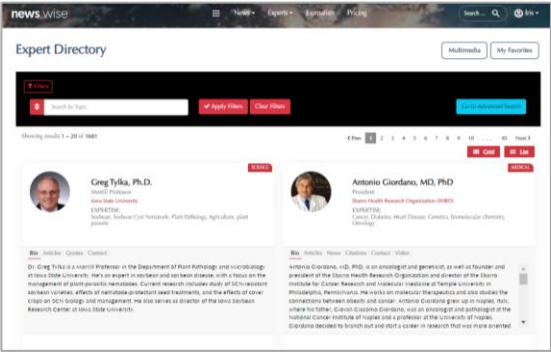 newswise
News
Experts
Journalists
Pricing
Search...
Iris
Expert Directory
Multimedia
My Favorites
Filters
Search by Topic
Apply Filters
Clear Filters
Go to Advanced Search
Showing results 1 – 20 of 1681
< Prev 1 2 3 4 5 6 7 8 9 10 ... 85 Next >
Grid
List
SCIENCE
Greg Tylka, Ph.D.
Morrill Professor
Iowa State University
EXPERTISE:
Soybean, Soybean Cyst Nematode, Plant Pathology, Agriculture, plant
parasite
Bio Articles Quotes Contact
Dr. Greg Tylka is a Morrill Professor in the Department of Plant Pathology and Microbiology
at Iowa State University. He's an expert in soybean and soybean disease, with a focus on the
management of plant-parasitic nematodes. Current research includes study of SCN-resistant
soybean varieties, effects of nematode-protectant seed treatments, and the effects of cover
crops on SCN biology and management. He also serves as director of the Iowa Soybean
Research Center at Iowa State University.
MEDICAL
Antonio Giordano, MD, PhD
President
Sbarro Health Research Organization (SHRO)
EXPERTISE:
Cancer, Diabetes, Heart Disease, Genetics, biomolecular chemistry,
Oncology
Bio Articles News Citations Contact Video
Antonio Giordano, MD, PhD, is an oncologist and geneticist, as well as founder and
president of the Sbarro Health Research Organization and director of the Sbarro
Institute for Cancer Research and Molecular Medicine at Temple University in
Philadelphia, Pennsylvania. He works on molecular therapeutics and also studies the
connections between obesity and cancer. Antonio Giordano grew up in Naples, Italy,
where his father, Giovan Giacomo Giordano, was an oncologist and pathologist at the
National Cancer Institute of Naples and a professor at the University of Naples.
Giordano decided to branch out and start a career in research that was more oriented